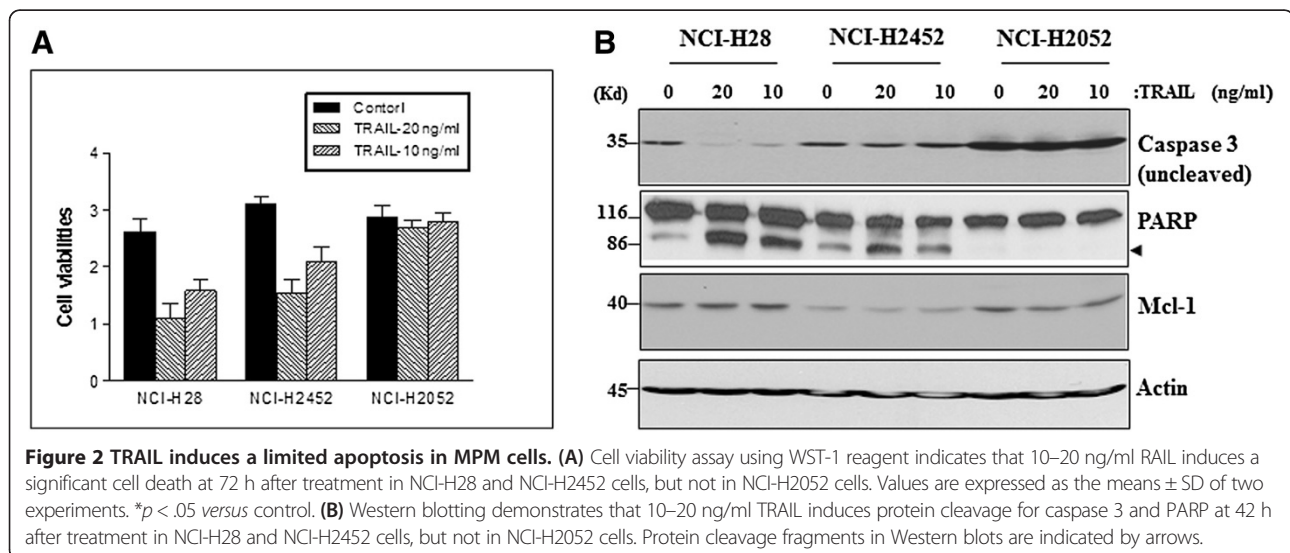 A
Contorl
TRAIL-20 ng/ml
TRAIL-10 ng/ml
4
3
2
1
0
Cell viabilities
NCI-H28
NCI-H2452
NCI-H2052
B
NCI-H28 NCI-H2452 NCI-H2052
(Kd) 0 20 10 0 20 10 0 20 10 :TRAIL (ng/ml)
35 Caspase 3
(uncleaved)
116 PARP
86
40 Mcl-1
45 Actin
Figure 2 TRAIL induces a limited apoptosis in MPM cells. (A) Cell viability assay using WST-1 reagent indicates that 10–20 ng/ml RAIL induces a
significant cell death at 72 h after treatment in NCI-H28 and NCI-H2452 cells, but not in NCI-H2052 cells. Values are expressed as the means ± SD of two
experiments. *p < .05 versus control. (B) Western blotting demonstrates that 10–20 ng/ml TRAIL induces protein cleavage for caspase 3 and PARP at 42 h
after treatment in NCI-H28 and NCI-H2452 cells, but not in NCI-H2052 cells. Protein cleavage fragments in Western blots are indicated by arrows.